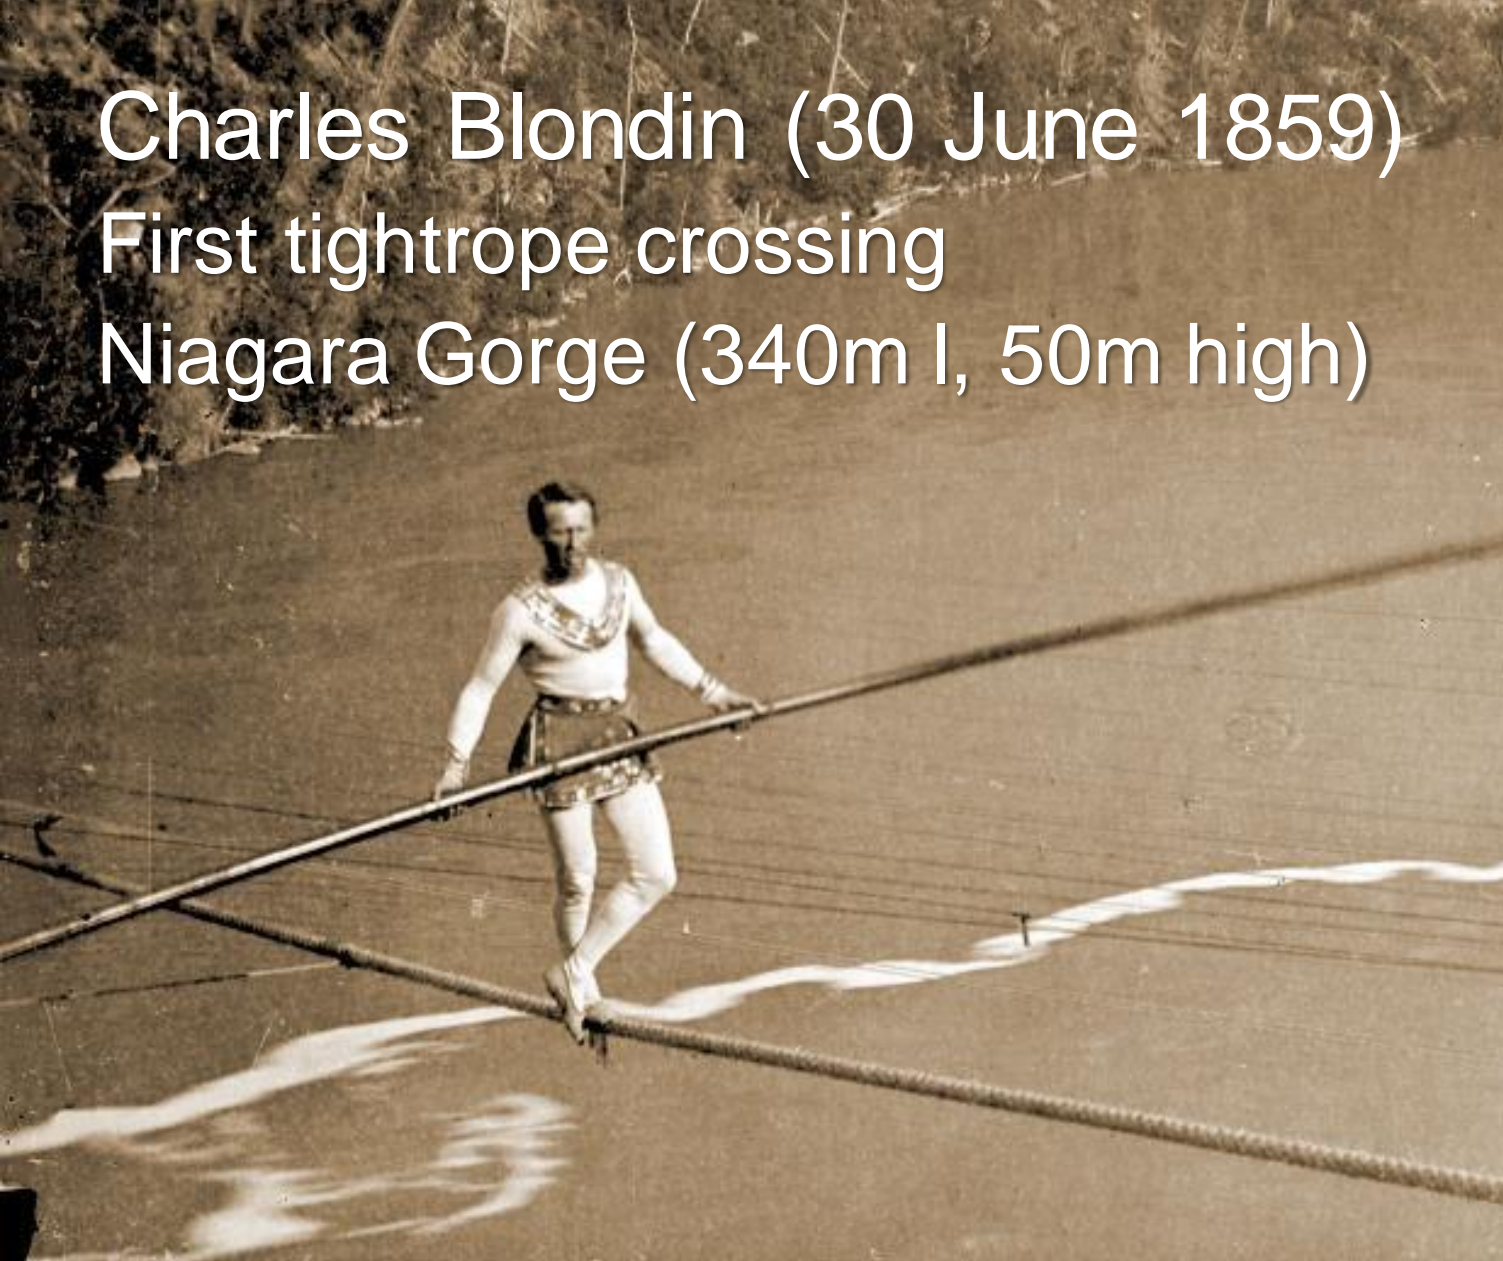 Charles Blondin (30 June 1859)
First tightrope crossing
Niagara Gorge (340m l, 50m high)